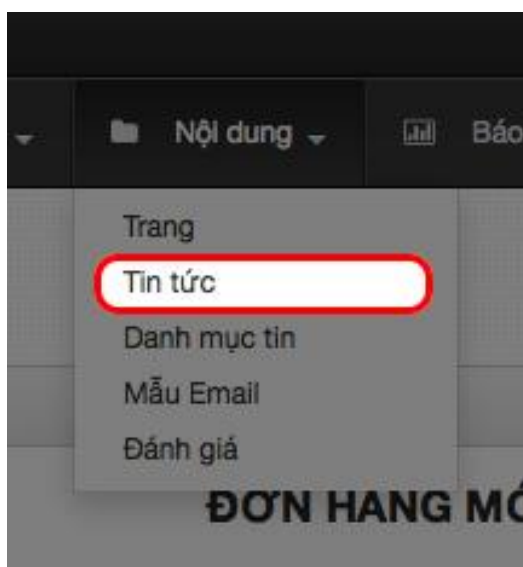 Nội dung
Báo
Trang
Tin tức
Danh mục tin
Mẫu Email
Đánh giá
ĐƠN HANG MỚ